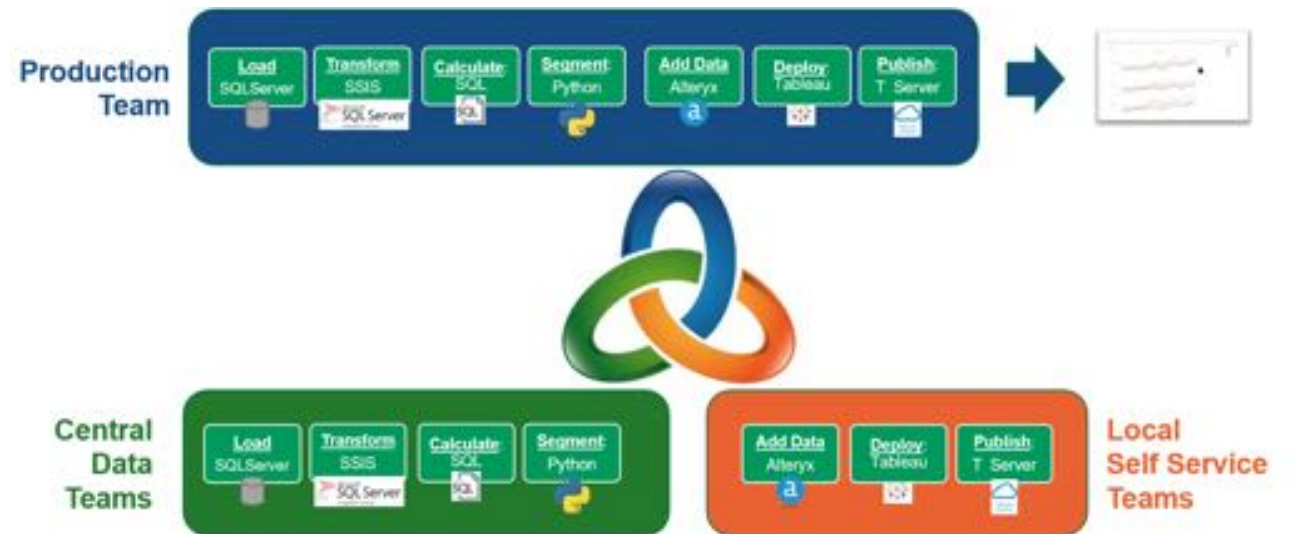 Production
Team
Load
SQLServer
Transform
SSIS
SQL Server
Calculate:
SQL
SQL
Segment:
Python
Add Data
Alteryx
a
Deploy:
Tableau
Publish:
T Server
Central
Data
Teams
Load
SQLServer
Transform
SSIS
SQL Server
Calculate:
SQL
SQL
Segment:
Python
Add Data
Alteryx
a
Deploy:
Tableau
Publish:
T Server
Local
Self Service
Teams